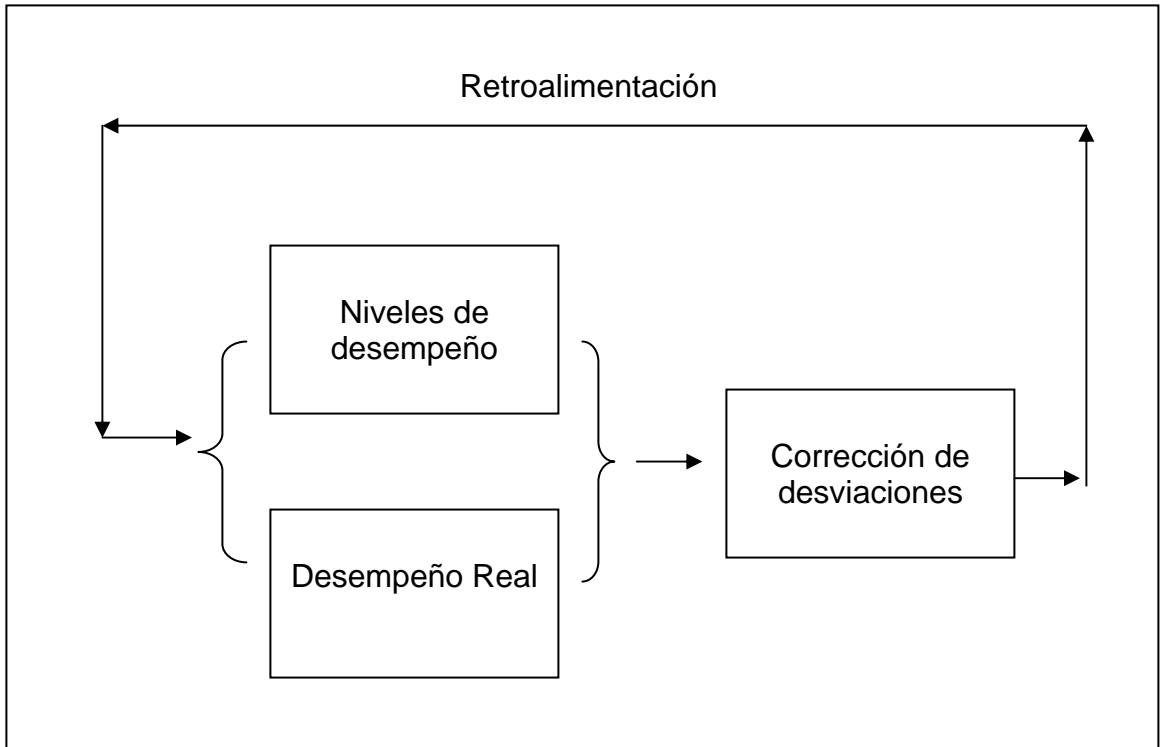 Retroalimentación
Niveles de
desempeño
Desempeño Real
Corrección de
desviaciones